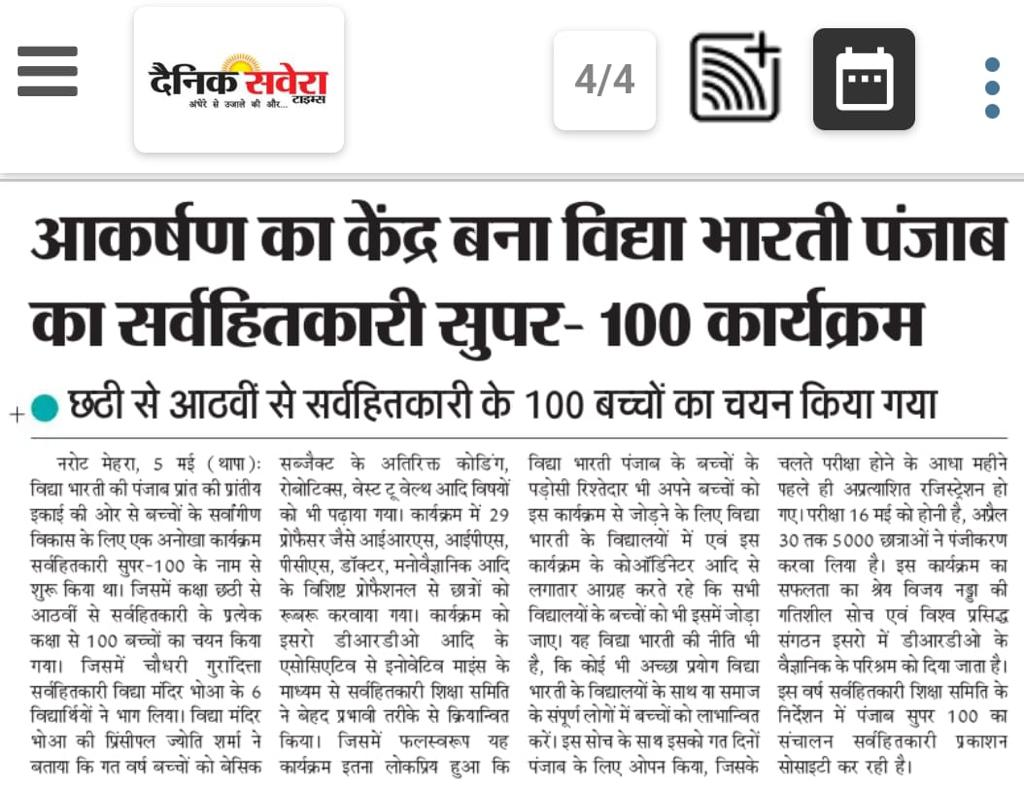 दैनिक सवेरा
टाइम्स
अंधेरे से उजाले की और...
4/4
आकर्षण का केंद्र बना विद्या भारती पंजाब
का सर्वहितकारी सुपर- 100 कार्यक्रम
छठी से आठवीं से सर्वहितकारी के 100 बच्चों का चयन किया गया
नरोट मेहरा, 5 मई (थापा):
विद्या भारती की पंजाब प्रांत की प्रांतीय
इकाई की ओर से बच्चों के सर्वांगीण
विकास के लिए एक अनोखा कार्यक्रम
सर्वहितकारी सुपर-100 के नाम से
शुरू किया था। जिसमें कक्षा छठी से
आठवीं से सर्वहितकारी के प्रत्येक
कक्षा से 100 बच्चों का चयन किया
गया। जिसमें चौधरी गुरांदित्ता
सर्वहितकारी विद्या मंदिर भोआ के 6
विद्यार्थियों ने भाग लिया। विद्या मंदिर
भोआ की प्रिंसीपल ज्योति शर्मा ने
बताया कि गत वर्ष बच्चों को बेसिक
सब्जैक्ट के अतिरिक्त कोडिंग,
रोबोटिक्स, वेस्ट टू वेल्थ आदि विषयों
को भी पढ़ाया गया। कार्यक्रम में 29
प्रोफैसर जैसे आईआरएस, आईपीएस,
पीसीएस, डॉक्टर, मनोवैज्ञानिक आदि
के विशिष्ट प्रोफैशनल से छात्रों को
रूबरू करवाया गया। कार्यक्रम को
इसरो डीआरडीओ आदि के
एसोसिएटिव से इनोवेटिव माइंस के
माध्यम से सर्वहितकारी शिक्षा समिति
ने बेहद प्रभावी तरीके से क्रियान्वित
किया। जिसमें फलस्वरूप यह
कार्यक्रम इतना लोकप्रिय हुआ कि
विद्या भारती पंजाब के बच्चों के
पड़ोसी रिश्तेदार भी अपने बच्चों को
इस कार्यक्रम से जोड़ने के लिए विद्या
भारती के विद्यालयों में एवं इस
कार्यक्रम के कोऑर्डिनेटर आदि से
लगातार आग्रह करते रहे कि सभी
विद्यालयों के बच्चों को भी इसमें जोड़ा
जाए। यह विद्या भारती की नीति भी
है, कि कोई भी अच्छा प्रयोग विद्या
भारती के विद्यालयों के साथ या समाज
के संपूर्ण लोगों में बच्चों को लाभान्वित
करें। इस सोच के साथ इसको गत दिनों
पंजाब के लिए ओपन किया, जिसके
चलते परीक्षा होने के आधा महीने
पहले ही अप्रत्याशित रजिस्ट्रेशन हो
गए। परीक्षा 16 मई को होनी है, अप्रैल
30 तक 5000 छात्राओं ने पंजीकरण
करवा लिया है। इस कार्यक्रम का
सफलता का श्रेय विजय नड्डा की
गतिशील सोच एवं विश्व प्रसिद्ध
संगठन इसरो में डीआरडीओ के
वैज्ञानिक के परिश्रम को दिया जाता है।
इस वर्ष सर्वहितकारी शिक्षा समिति के
निर्देशन में पंजाब सुपर 100 का
संचालन सर्वहितकारी प्रकाशन
सोसाइटी कर रही है।